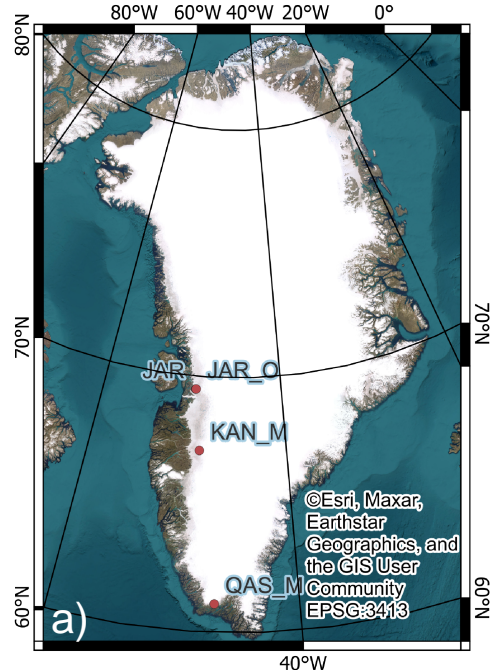 80°W 60°W 40°W 20°W 0°
80°N
70°N
70°N
JAR JAR_O
KAN_M
©Esri, Maxar,
Earthstar
Geographics, and
the GIS User
Community
EPSG:3413
QAS_M
60°N
60°N
a)
40°W